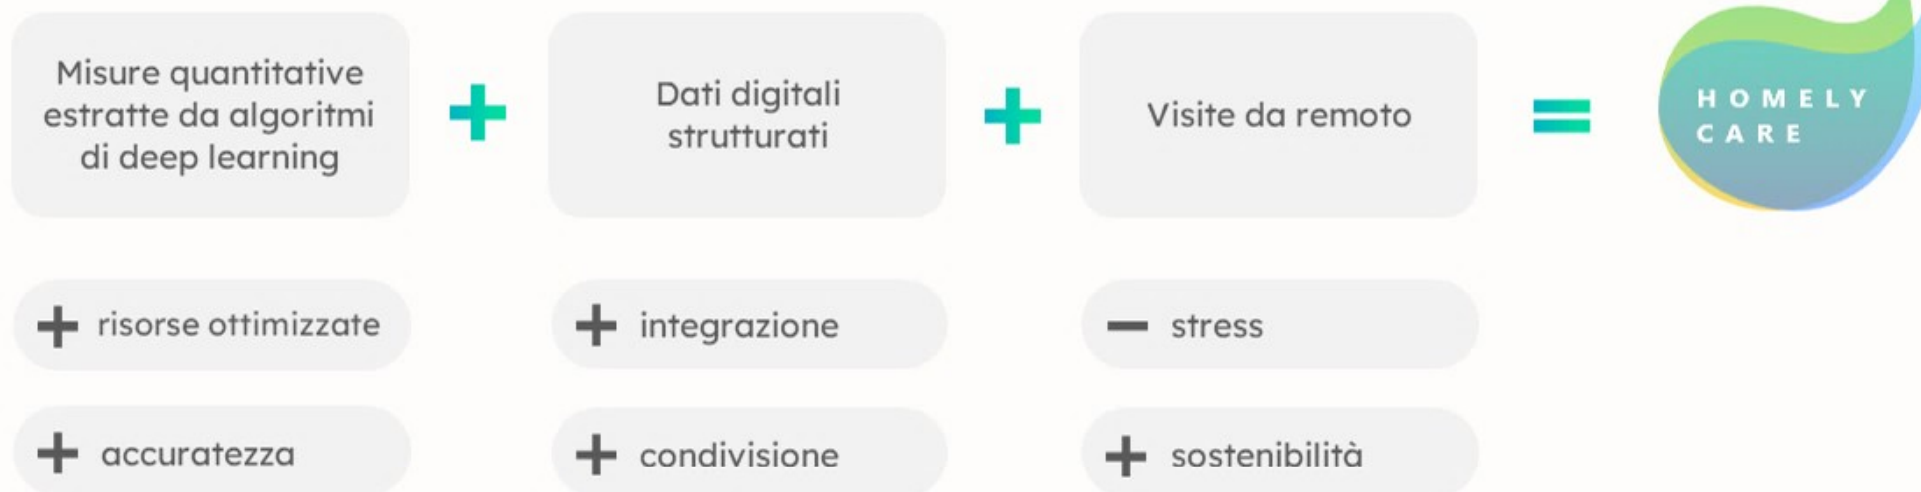 Misure quantitative
estratte da algoritmi
di deep learning
+
Dati digitali
strutturati
+
Visite da remoto
=
HOMELY
CARE
+ risorse ottimizzate
+ integrazione
− stress
+ accuratezza
+ condivisione
+ sostenibilità